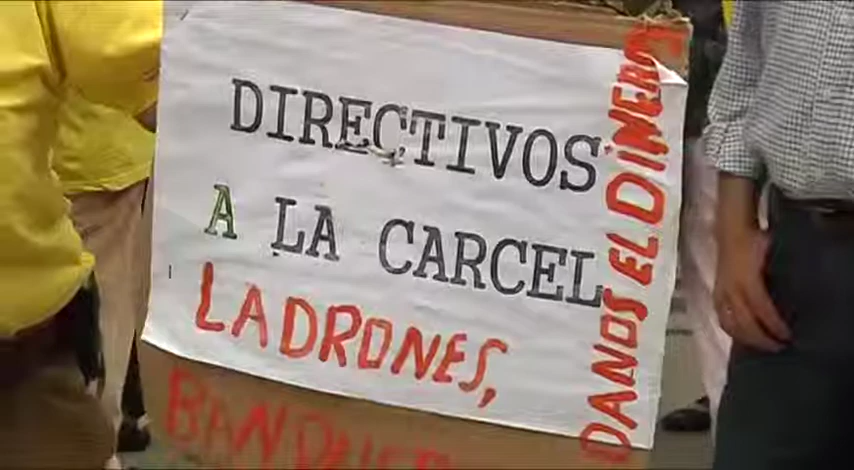 DIRECTIVOS
A LA CARCEL
LADRONES,
DANOS EL DINERO